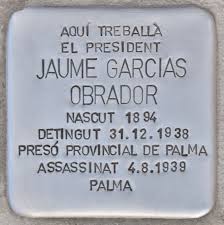 AQUÍ TREBALLÀ
EL PRESIDENT
JAUME GARCIAS
OBRADOR
NASCUT 1894
DETINGUT 31.12.1938
PRESÓ PROVINCIAL DE PALMA
ASSASSINAT 4.8.1939
PALMA